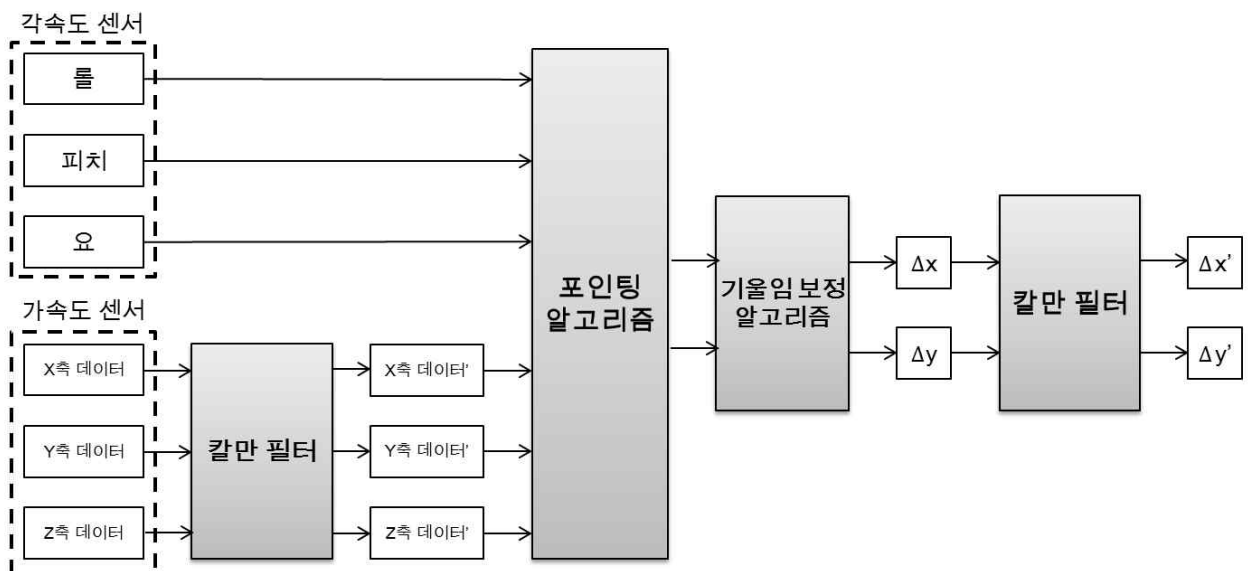 각속도 센서
롤
피치
요
가속도 센서
X축 데이터
Y축 데이터
Z축 데이터
칼만 필터
X축 데이터'
Y축 데이터'
Z축 데이터'
포인팅
알고리즘
기울임 보정
알고리즘
Δx
Δy
칼만 필터
Δx'
Δy'